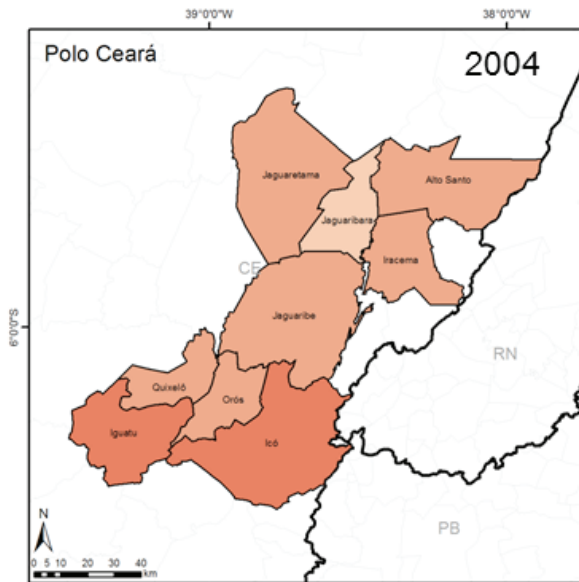 39°0'0"W
38°0'0"W
Polo Ceará
2004
Jaguaretama
Alto Santo
Jaguaribara
Iracema
CE
Jaguaribe
6°0'0"S
RN
Quixelô
Orós
Iguatu
Icó
N
PB
0 5 10 20 30 40
km